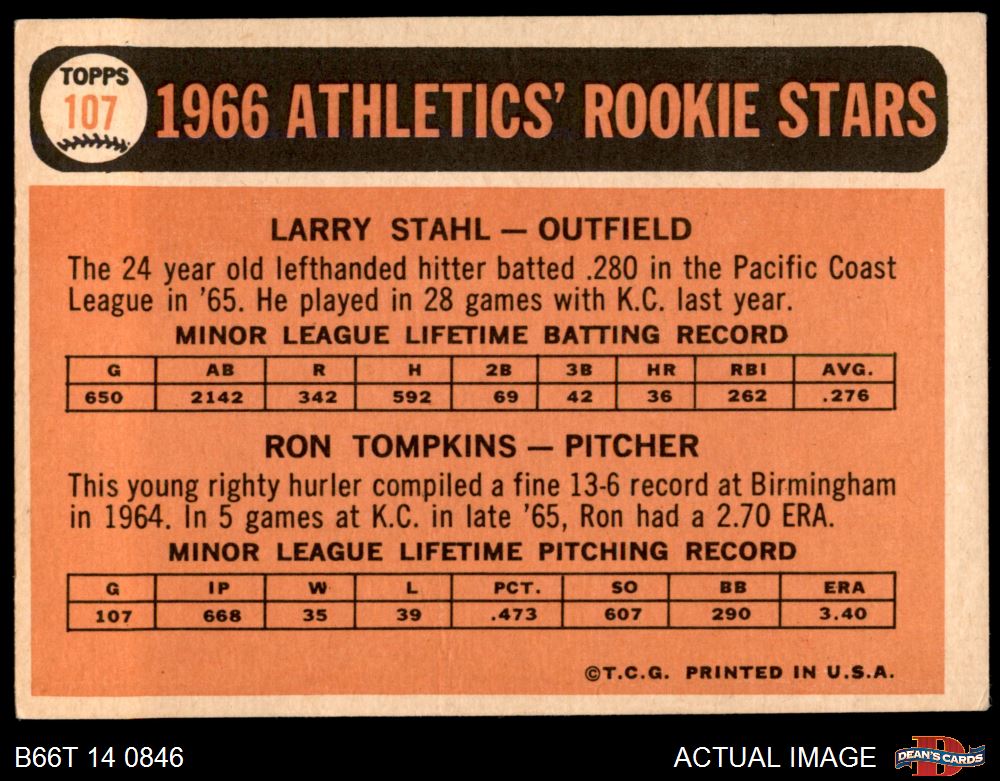 TOPPS
107
1966 ATHLETICS' ROOKIE STARS
LARRY STAHL — OUTFIELD
The 24 year old lefthanded hitter batted .280 in the Pacific Coast
League in '65. He played in 28 games with K.C. last year.
MINOR LEAGUE LIFETIME BATTING RECORD
G AB R H 2B 3B HR RBI AVG.
650 2142 342 592 69 42 36 262 .276
RON TOMPKINS — PITCHER
This young righty hurler compiled a fine 13-6 record at Birmingham
in 1964. In 5 games at K.C. in late '65, Ron had a 2.70 ERA.
MINOR LEAGUE LIFETIME PITCHING RECORD
G IP W L PCT. SO BB ERA
107 668 35 39 .473 607 290 3.40
©T.C.G. PRINTED IN U.S.A.
B66T 14 0846
ACTUAL IMAGE
D
DEAN'S CARDS